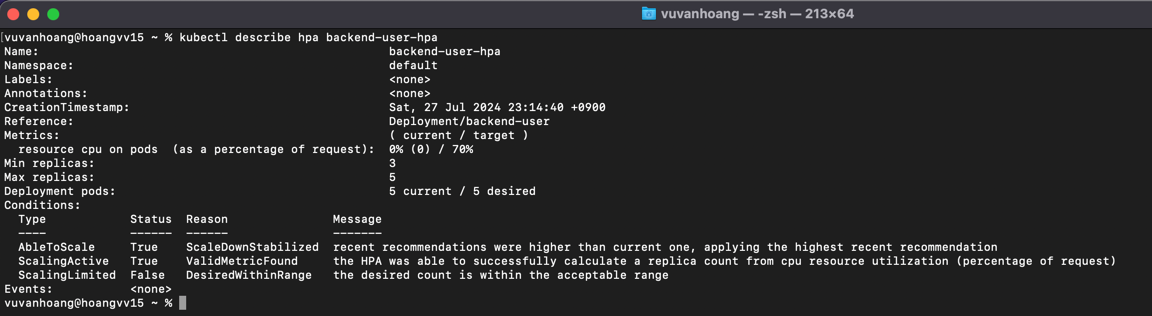 vuvanhoang — -zsh — 213×64
[vuvanhoang@hoangvv15 ~ % kubectl describe hpa backend-user-hpa
Name: backend-user-hpa
Namespace: default
Labels: <none>
Annotations: <none>
CreationTimestamp: Sat, 27 Jul 2024 23:14:40 +0900
Reference: Deployment/backend-user
Metrics: ( current / target )
  resource cpu on pods  (as a percentage of request): 0% (0) / 70%
Min replicas: 3
Max replicas: 5
Deployment pods: 5 current / 5 desired
Conditions:
  Type            Status  Reason               Message
  ----            ------  ------               -------
  AbleToScale     True    ScaleDownStabilized  recent recommendations were higher than current one, applying the highest recent recommendation
  ScalingActive   True    ValidMetricFound     the HPA was able to successfully calculate a replica count from cpu resource utilization (percentage of request)
  ScalingLimited  False   DesiredWithinRange   the desired count is within the acceptable range
Events:           <none>
vuvanhoang@hoangvv15 ~ %